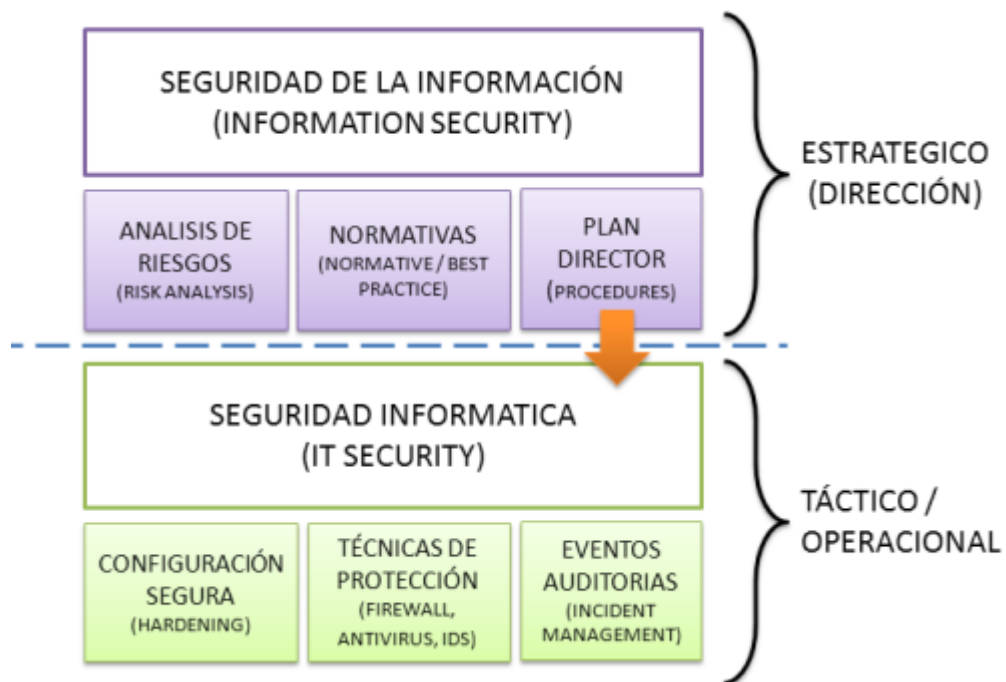 SEGURIDAD DE LA INFORMACIÓN
(INFORMATION SECURITY)
ESTRATEGICO
(DIRECCIÓN)
ANALISIS DE
RIESGOS
(RISK ANALYSIS)
NORMATIVAS
(NORMATIVE / BEST
PRACTICE)
PLAN
DIRECTOR
(PROCEDURES)
SEGURIDAD INFORMATICA
(IT SECURITY)
TÁCTICO /
OPERACIONAL
CONFIGURACIÓN
SEGURA
(HARDENING)
TÉCNICAS DE
PROTECCIÓN
(FIREWALL,
ANTIVIRUS, IDS)
EVENTOS
AUDITORIAS
(INCIDENT
MANAGEMENT)